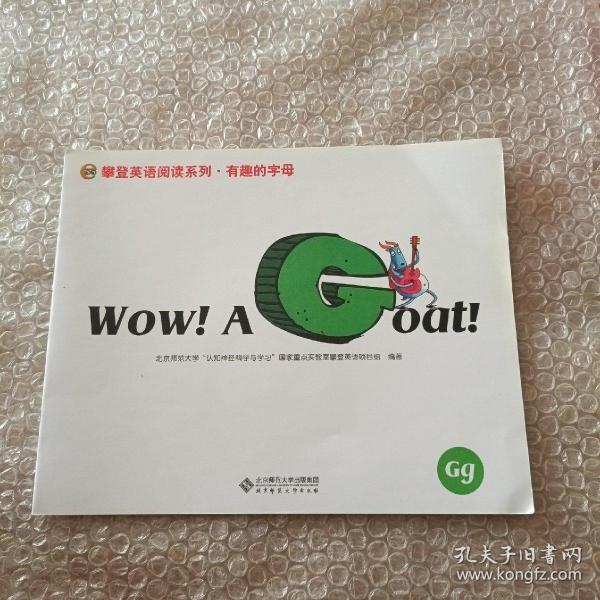 攀登英语阅读系列·有趣的字母
Wow! A Goat!
北京师范大学“认知神经科学与学习”国家重点实验室攀登英语项目组 编著
北京师范大学出版集团
北京师范大学出版社
Gg
孔夫子旧书网
www.kongfz.com